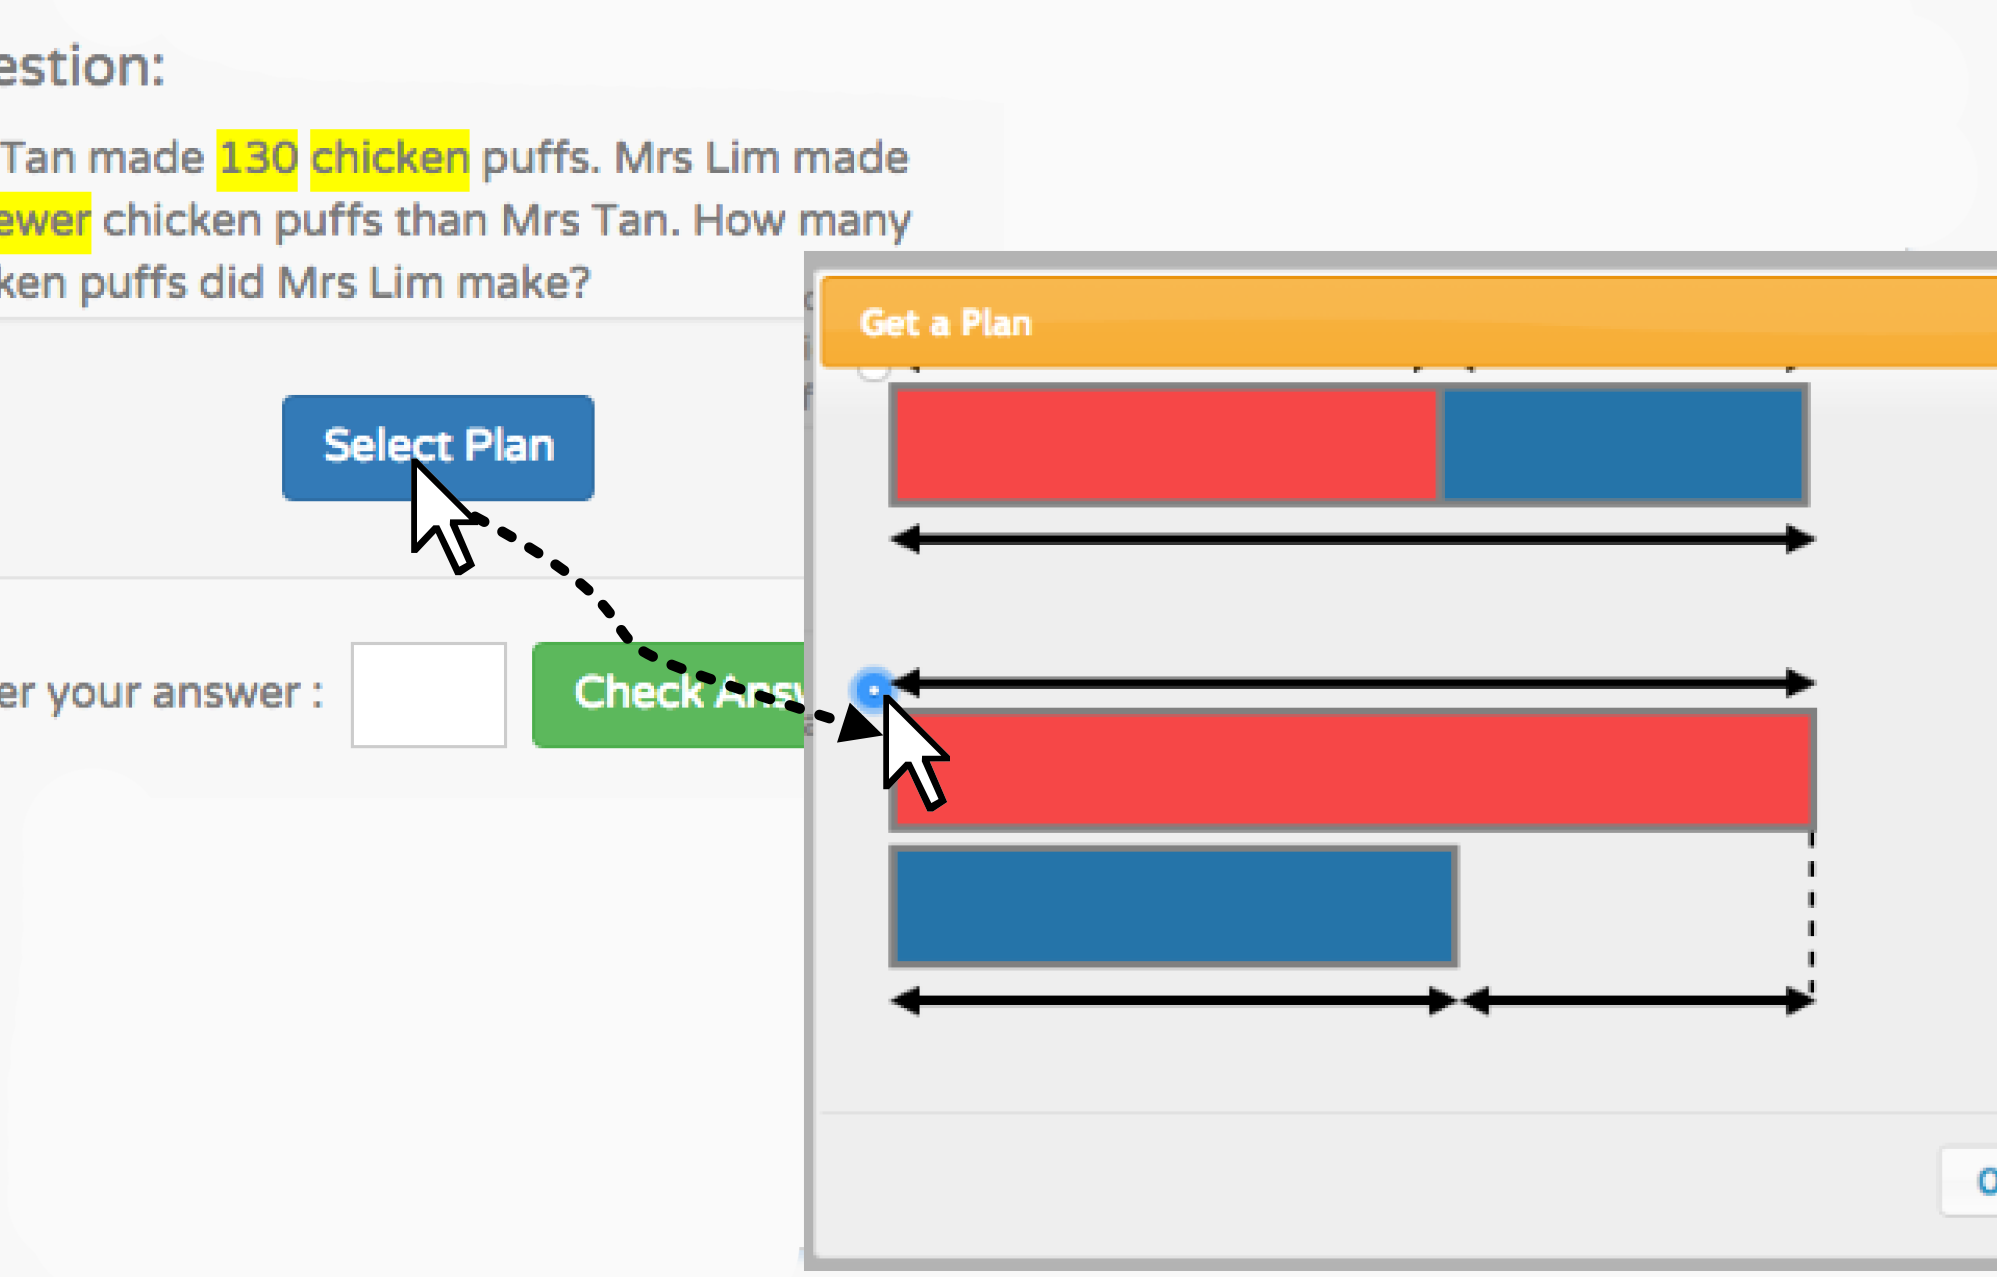 estion:
Tan made 130 chicken puffs. Mrs Lim made
ewer chicken puffs than Mrs Tan. How many
ken puffs did Mrs Lim make?
Select Plan
er your answer :
Check Answ
Get a Plan